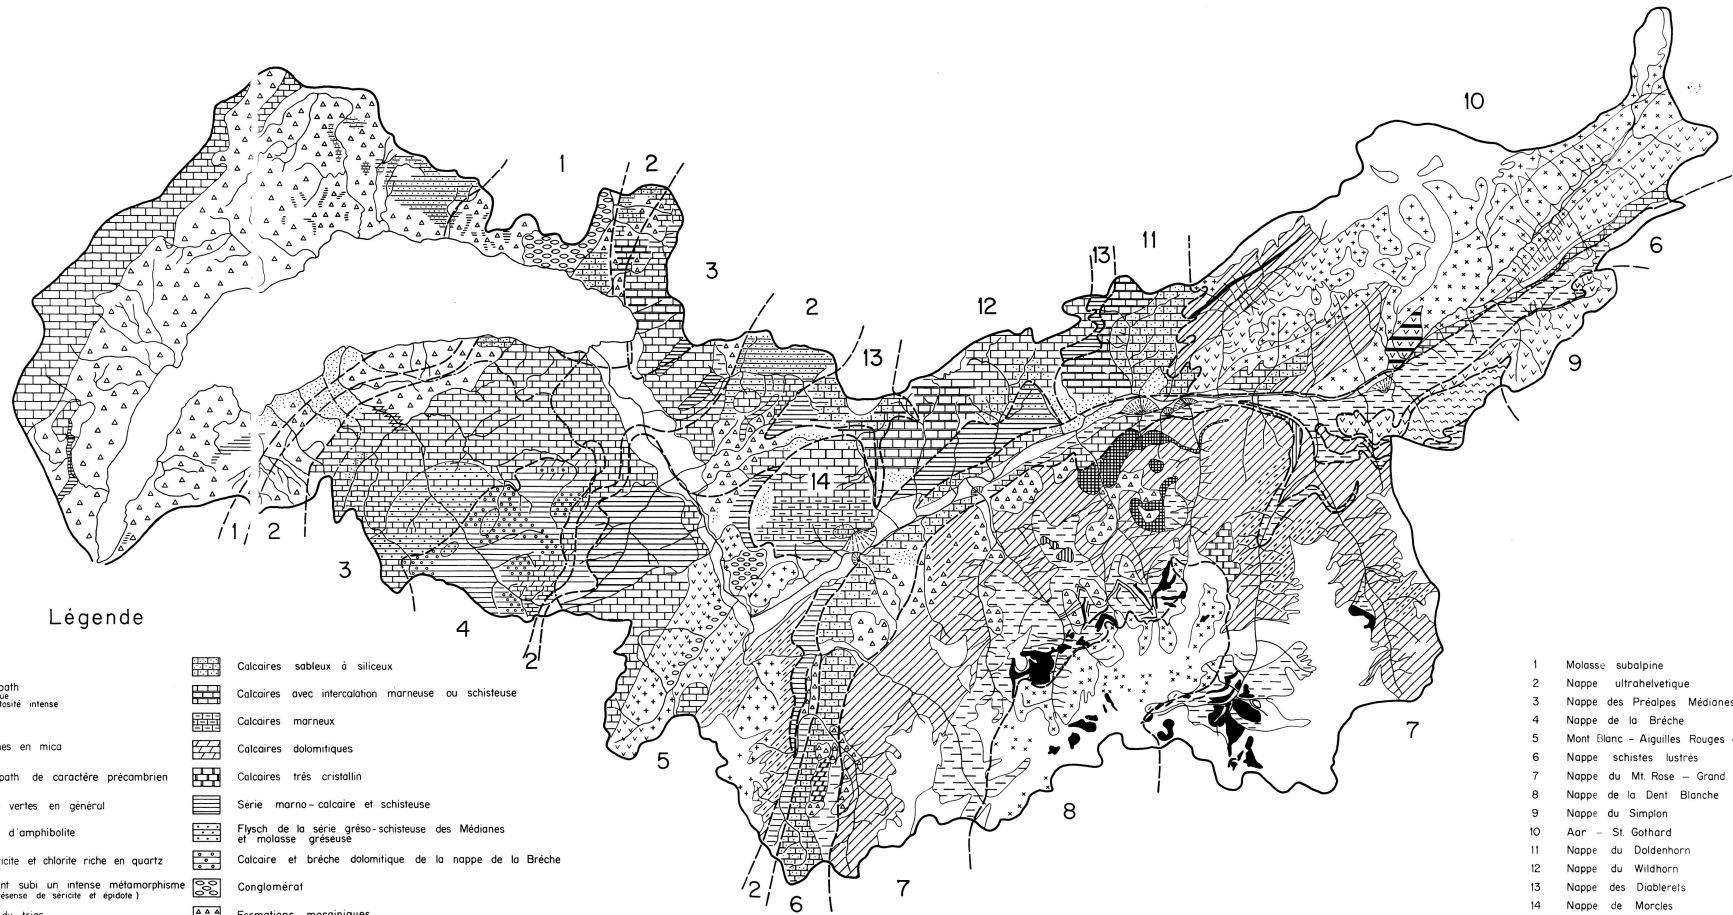 10
1
2
3
13
11
6
2
12
13
9
14
1
2
3
4
2
5
7
8
2
6
7
Légende
path
ue
tosité intense
nes en mica
path de caractère précambrien
vertes en général
d'amphibolite
icite et chlorite riche en quartz
nt subi un intense métamorphisme
résense de séricite et épidote )
du trias
Calcaires sableux à siliceux
Calcaires avec intercalation marneuse ou schisteuse
Calcaires marneux
Calcaires dolomitiques
Calcaires très cristallin
Série marno-calcaire et schisteuse
Flysch de la série gréso-schisteuse des Médianes
et molasse gréseuse
Calcaire et brèche dolomitique de la nappe de la Brèche
Conglomérat
Formations morainiques
1 Molasse subalpine
2 Nappe ultrahelvetique
3 Nappe des Préalpes Médianes
4 Nappe de la Brèche
5 Mont Blanc - Aiguilles Rouges -
6 Nappe schistes lustrés
7 Nappe du Mt. Rose - Grand
8 Nappe de la Dent Blanche
9 Nappe du Simplon
10 Aar - St. Gothard
11 Nappe du Doldenhorn
12 Nappe du Wildhorn
13 Nappe des Diablerets
14 Nappe de Morcles